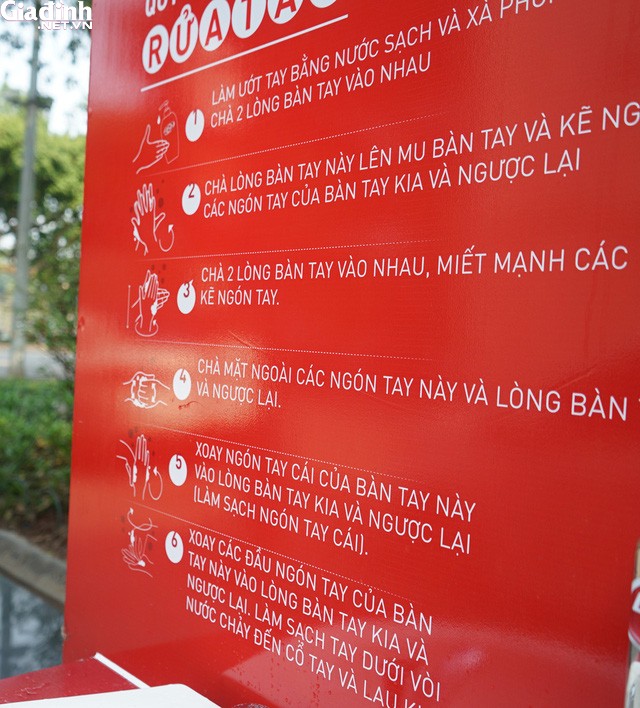 Giadinh
.NET.VN
RỬA
1
LÀM ƯỚT TAY BẰNG NƯỚC SẠCH VÀ XÀ
CHÀ 2 LÒNG BÀN TAY VÀO NHAU
2
CHÀ LÒNG BÀN TAY NÀY LÊN MU BÀN TAY VÀ KẼ
CÁC NGÓN TAY CỦA BÀN TAY KIA VÀ NGƯỢC LẠI
3
CHÀ 2 LÒNG BÀN TAY VÀO NHAU, MIẾT MẠNH CÁC
KẼ NGÓN TAY.
4
CHÀ MẶT NGOÀI CÁC NGÓN TAY NÀY VÀ LÒNG BÀN
VÀ NGƯỢC LẠI.
5
XOAY NGÓN TAY CÁI CỦA BÀN TAY NÀY
VÀO LÒNG BÀN TAY KIA VÀ NGƯỢC LẠI
(LÀM SẠCH NGÓN TAY CÁI).
6
XOAY CÁC ĐẦU NGÓN TAY CỦA BÀN
TAY NÀY VÀO LÒNG BÀN TAY KIA VÀ
NGƯỢC LẠI. LÀM SẠCH TAY DƯỚI VÒI
NƯỚC CHẢY ĐẾN CỔ TAY VÀ LAU